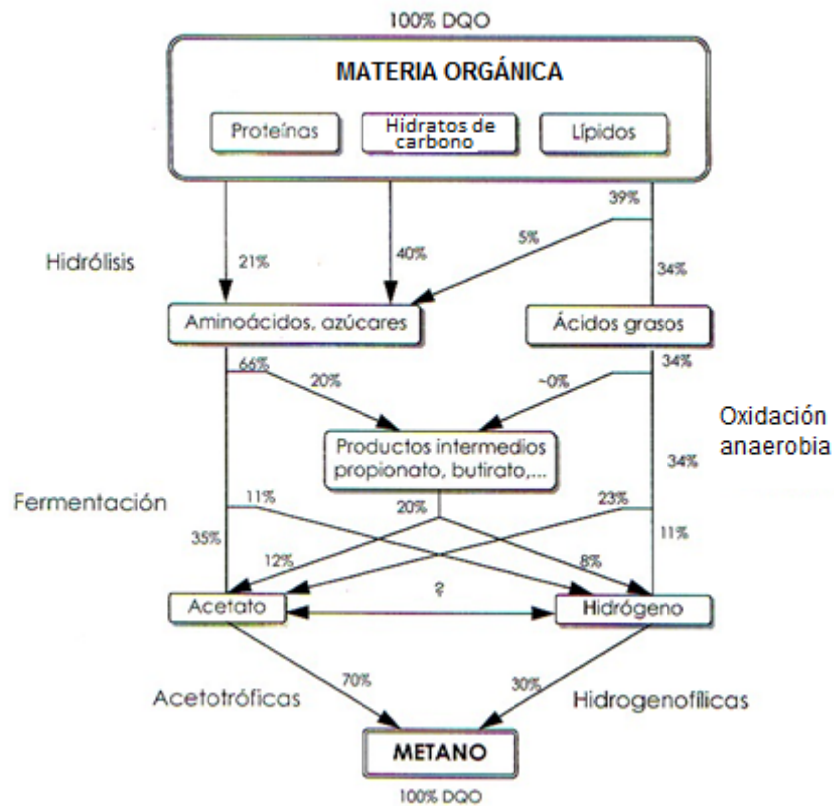 100% DQO
MATERIA ORGÁNICA
Proteínas
Hidratos de
carbono
Lípidos
39%
5%
Hidrólisis
21%
40%
34%
Aminoácidos, azúcares
Ácidos grasos
66%
20%
~0%
34%
Oxidación
anaerobia
Productos intermedios
propionato, butirato,...
34%
Fermentación
11%
20%
23%
35%
12%
8%
11%
?
Acetato
Hidrógeno
Acetotróficas
70%
30%
Hidrogenofílicas
METANO
100% DQO